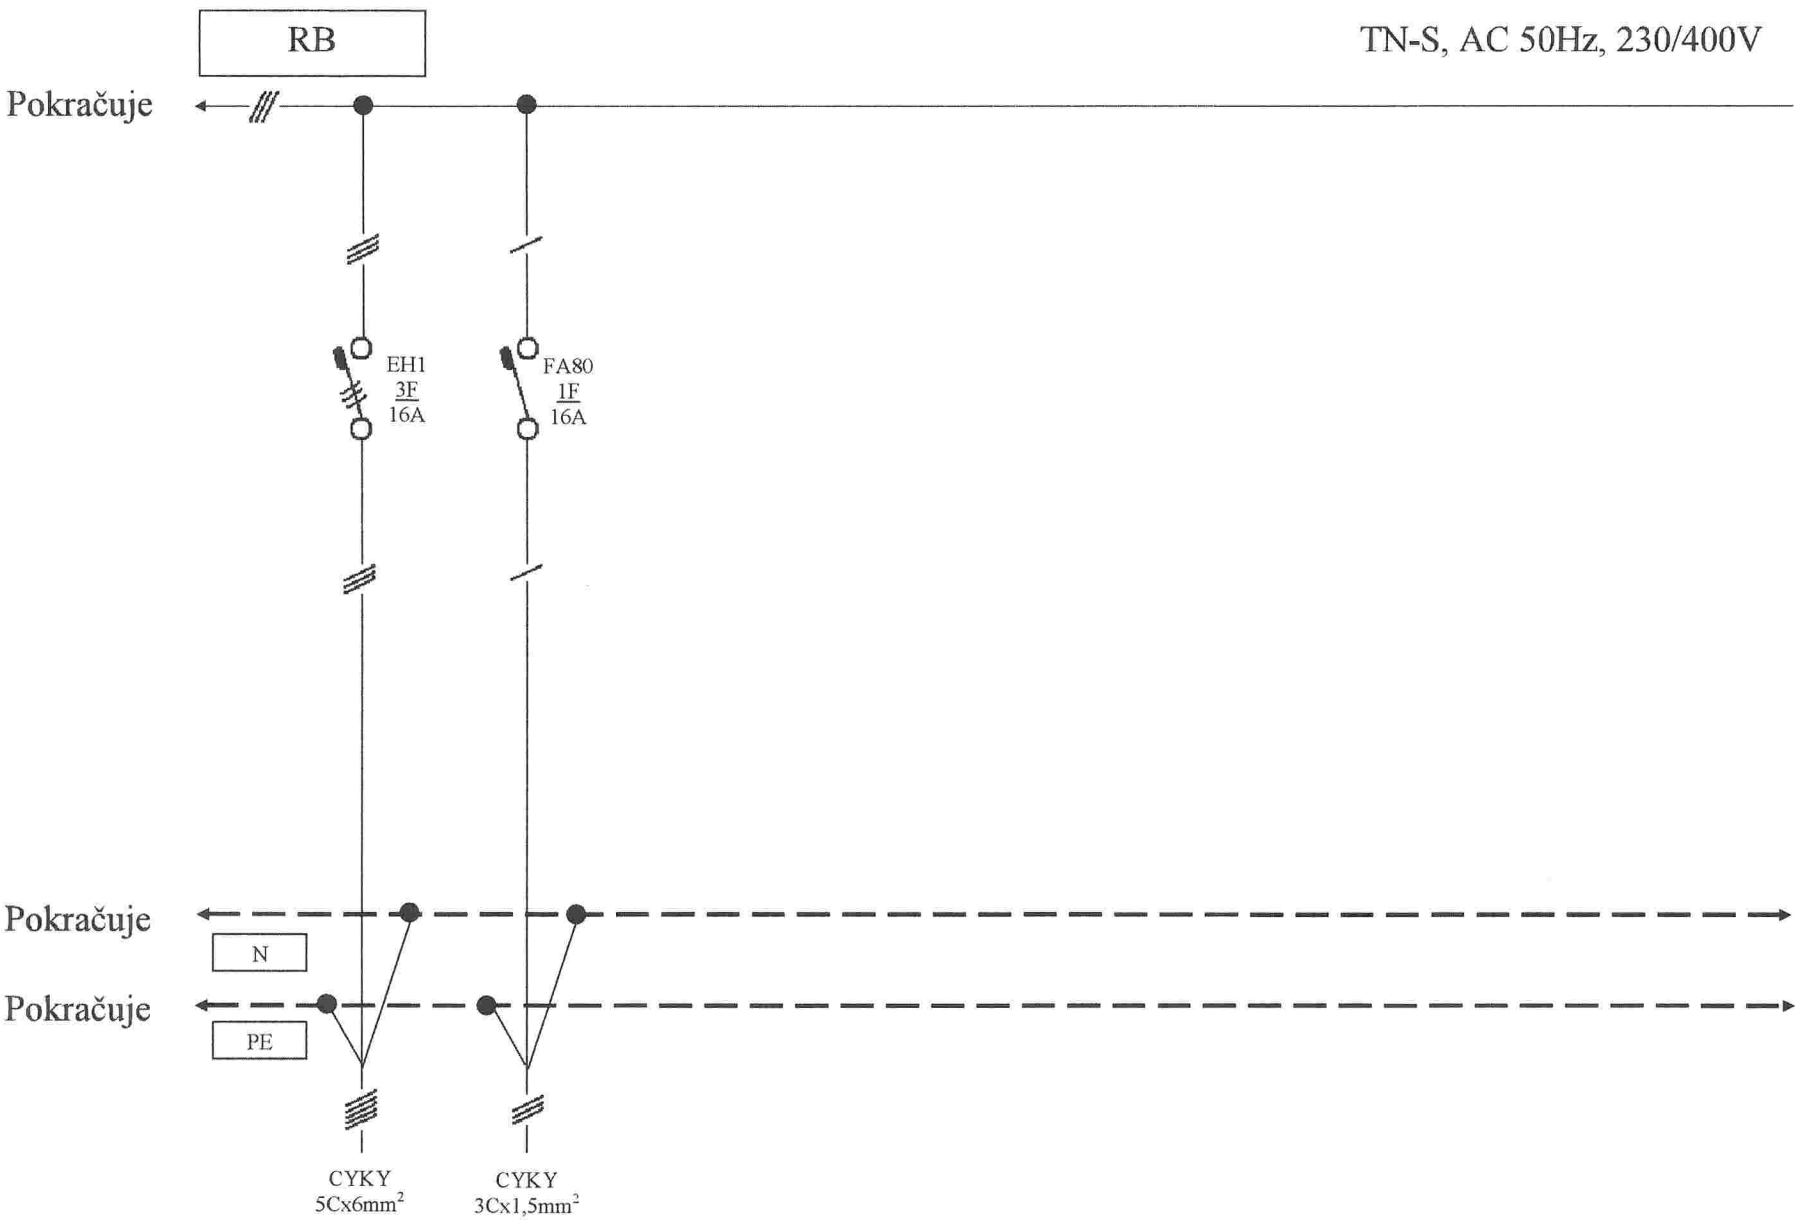 RB
TN-S, AC 50Hz, 230/400V
Pokračuje
EH1
3F
16A
FA80
1F
16A
Pokračuje
N
Pokračuje
PE
CYKY
5Cx6mm²
CYKY
3Cx1,5mm²